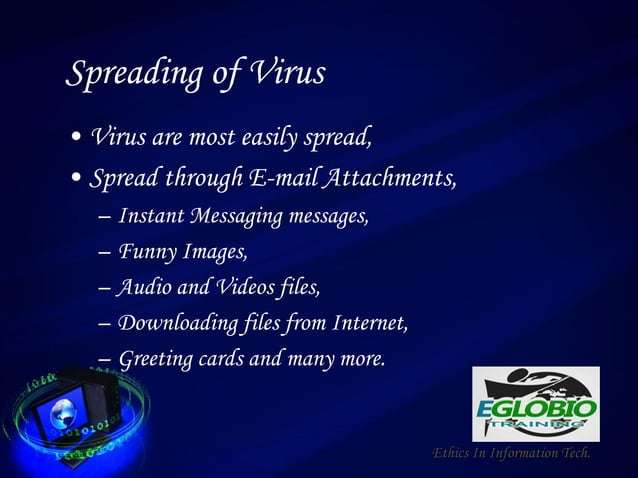 Spreading of Virus
• Virus are most easily spread,
• Spread through E-mail Attachments,
– Instant Messaging messages,
– Funny Images,
– Audio and Videos files,
– Downloading files from Internet,
– Greeting cards and many more.
EGLOBIO
TRAINING
Ethics In Information Tech.